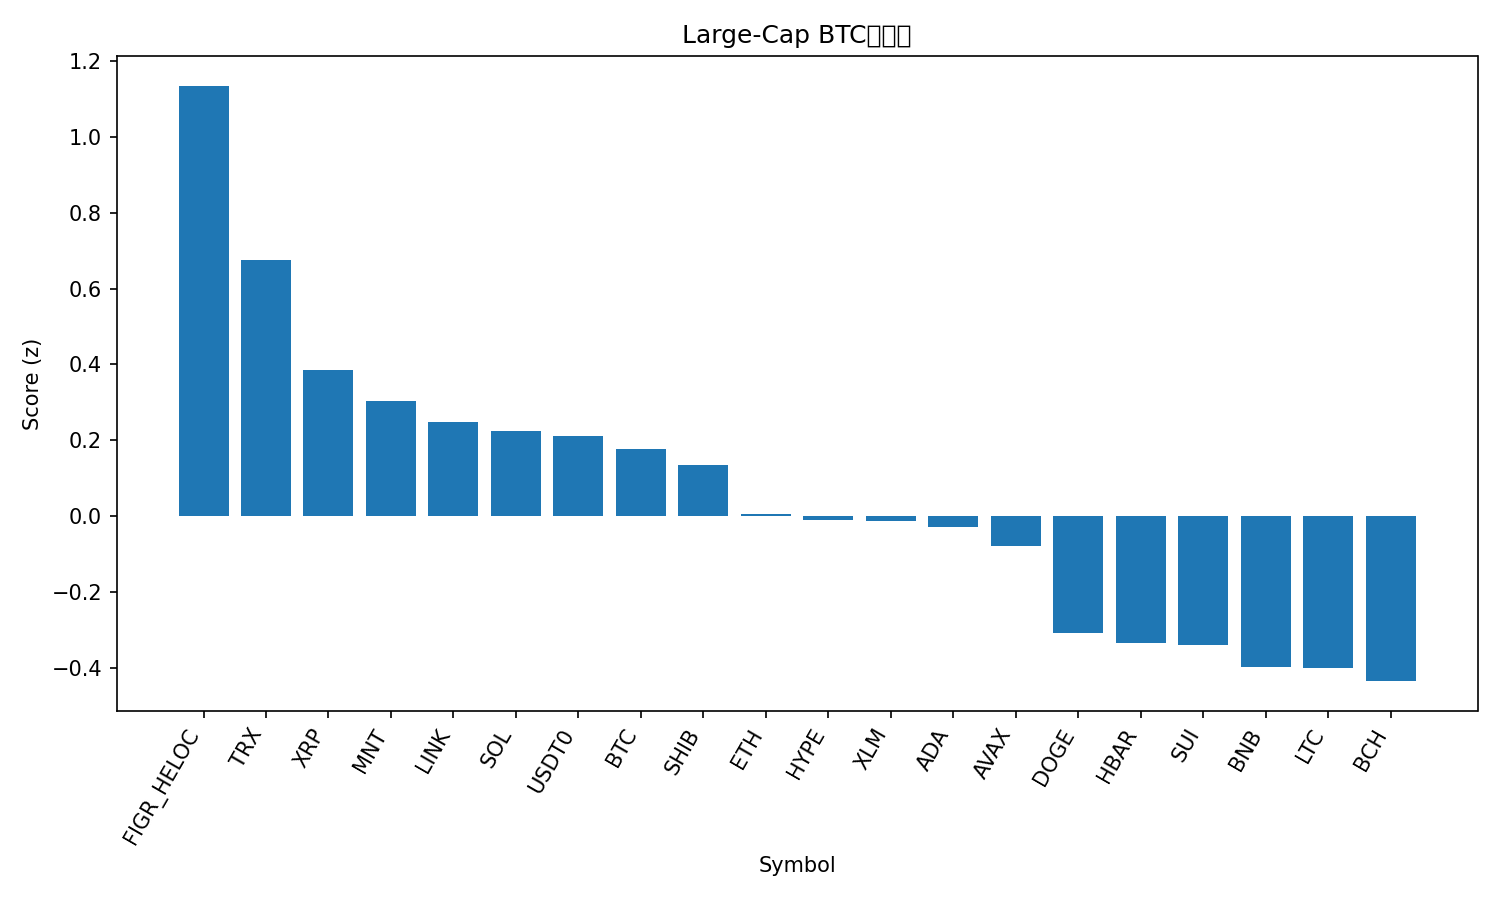 Large-Cap BTC
1.2
1.0
0.8
0.6
0.4
0.2
0.0
−0.2
−0.4
Score (z)
FIGR_HELOC
TRX
XRP
MNT
LINK
SOL
USDT0
BTC
SHIB
ETH
HYPE
XLM
ADA
AVAX
DOGE
HBAR
SUI
BNB
LTC
BCH
Symbol